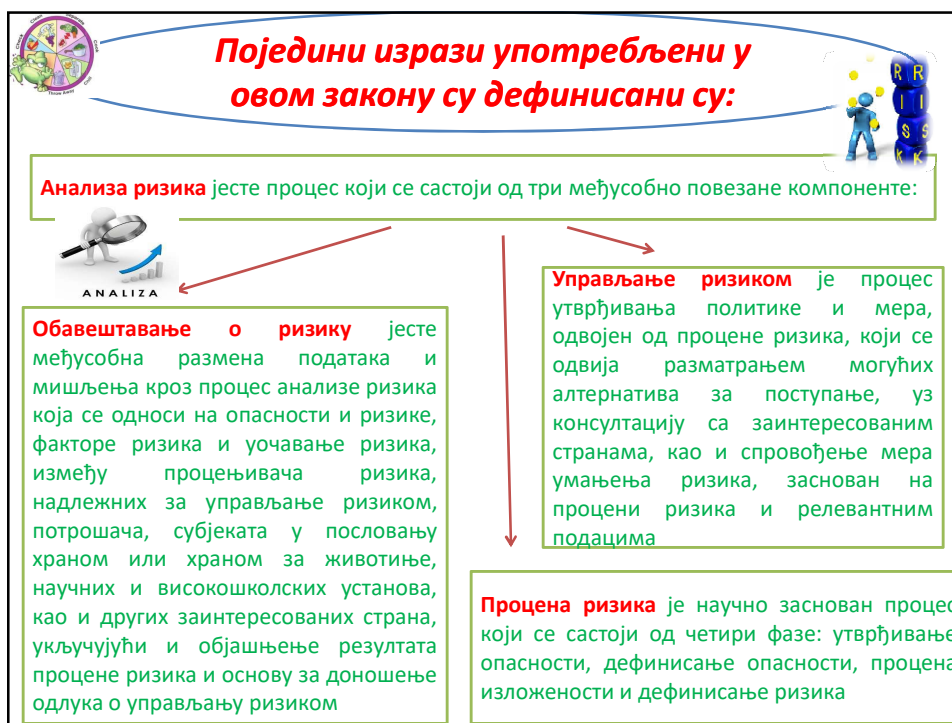 Поједини изрази употребљени у
овом закону су дефинисани су:
Анализа ризика јесте процес који се састоји од три међусобно повезане компоненте:
ANALIZA
Обавештавање о ризику јесте
међусобна размена података и
мишљења кроз процес анализе ризика
која се односи на опасности и ризике,
факторе ризика и уочавање ризика,
између процењивача ризика,
надлежних за управљање ризиком,
потрошача, субјеката у пословању
храном или храном за животиње,
научних и високошколских установа,
као и других заинтересованих страна,
укључујући и објашњење резултата
процене ризика и основу за доношење
одлука о управљању ризиком
Управљање ризиком је процес
утврђивања политике и мера,
одвојен од процене ризика, који се
одвија разматрањем могућих
алтернатива за поступање, уз
консултацију са заинтересованим
странама, као и спровођење мера
умањења ризика, заснован на
процени ризика и релевантним
подацима
Процена ризика је научно заснован процес
који се састоји од четири фазе: утврђивање
опасности, дефинисање опасности, процена
изложености и дефинисање ризика
R R
I I
S S
K K